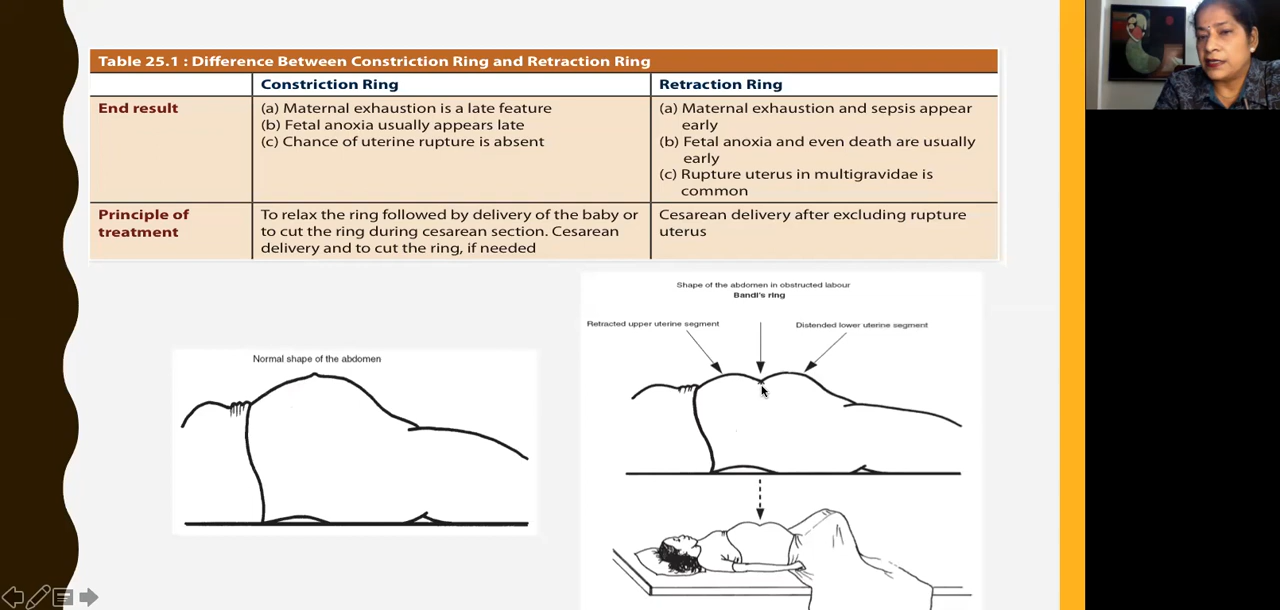 Table 25.1 : Difference Between Constriction Ring and Retraction Ring
Constriction Ring
Retraction Ring
End result
(a) Maternal exhaustion is a late feature
(b) Fetal anoxia usually appears late
(c) Chance of uterine rupture is absent
(a) Maternal exhaustion and sepsis appear
early
(b) Fetal anoxia and even death are usually
early
(c) Rupture uterus in multigravidae is
common
Principle of
treatment
To relax the ring followed by delivery of the baby or
to cut the ring during cesarean section. Cesarean
delivery and to cut the ring, if needed
Cesarean delivery after excluding rupture
uterus
Normal shape of the abdomen
Shape of the abdomen in obstructed labour
Bandl's ring
Retracted upper uterine segment
Distended lower uterine segment